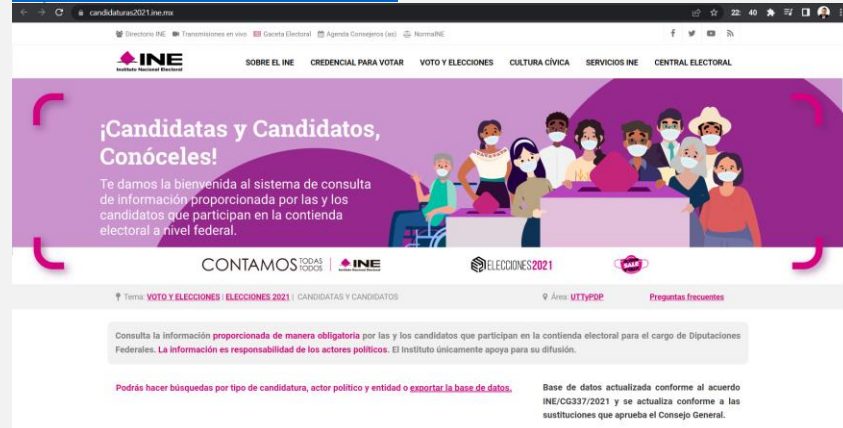 candidaturas2021.ine.mx
22: 40
Directorio INE Transmisiones en vivo Gaceta Electoral Agenda Consejeros (as) NormaINE
INE
Instituto Nacional Electoral
SOBRE EL INE CREDENCIAL PARA VOTAR VOTO Y ELECCIONES CULTURA CÍVICA SERVICIOS INE CENTRAL ELECTORAL
¡Candidatas y Candidatos,
Conóceles!
Te damos la bienvenida al sistema de consulta
de información proporcionada por las y los
candidatos que participan en la contienda
electoral a nivel federal.
CONTAMOS TODAS TODOS INE
Instituto Nacional Electoral
ELECCIONES2021
Tema: VOTO Y ELECCIONES | ELECCIONES 2021 | CANDIDATAS Y CANDIDATOS
Área: UTTyPDP
Preguntas frecuentes
Consulta la información proporcionada de manera obligatoria por las y los candidatos que participan en la contienda electoral para el cargo de Diputaciones
Federales. La información es responsabilidad de los actores políticos. El Instituto únicamente apoya para su difusión.
Podrás hacer búsquedas por tipo de candidatura, actor político y entidad o exportar la base de datos.
Base de datos actualizada conforme al acuerdo
INE/CG337/2021 y se actualiza conforme a las
sustituciones que aprueba el Consejo General.